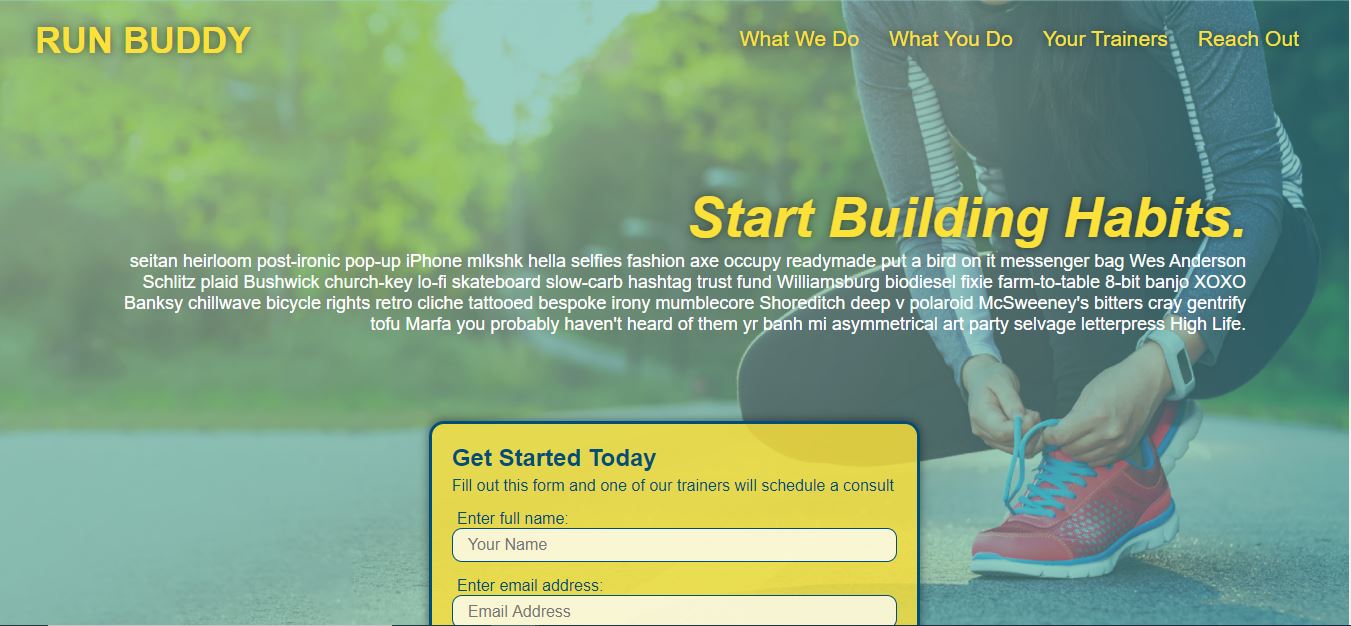 RUN BUDDY
What We Do What You Do Your Trainers Reach Out
Start Building Habits.
seitan heirloom post-ironic pop-up iPhone mlkshk hella selfies fashion axe occupy readymade put a bird on it messenger bag Wes Anderson
Schlitz plaid Bushwick church-key lo-fi skateboard slow-carb hashtag trust fund Williamsburg biodiesel fixie farm-to-table 8-bit banjo XOXO
Banksy chillwave bicycle rights retro cliche tattooed bespoke irony mumblecore Shoreditch deep v polaroid McSweeney's bitters cray gentrify
tofu Marfa you probably haven't heard of them yr banh mi asymmetrical art party selvage letterpress High Life.
Get Started Today
Fill out this form and one of our trainers will schedule a consult
Enter full name:
Your Name
Enter email address:
Email Address